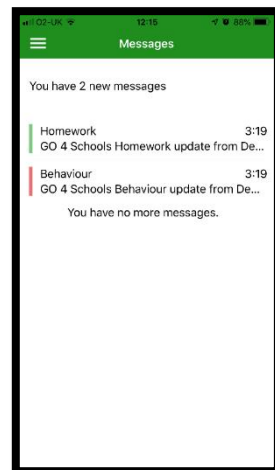 O2-UK 12:15 88%
Messages
You have 2 new messages
Homework 3:19
GO 4 Schools Homework update from De...
Behaviour 3:19
GO 4 Schools Behaviour update from De...
You have no more messages.